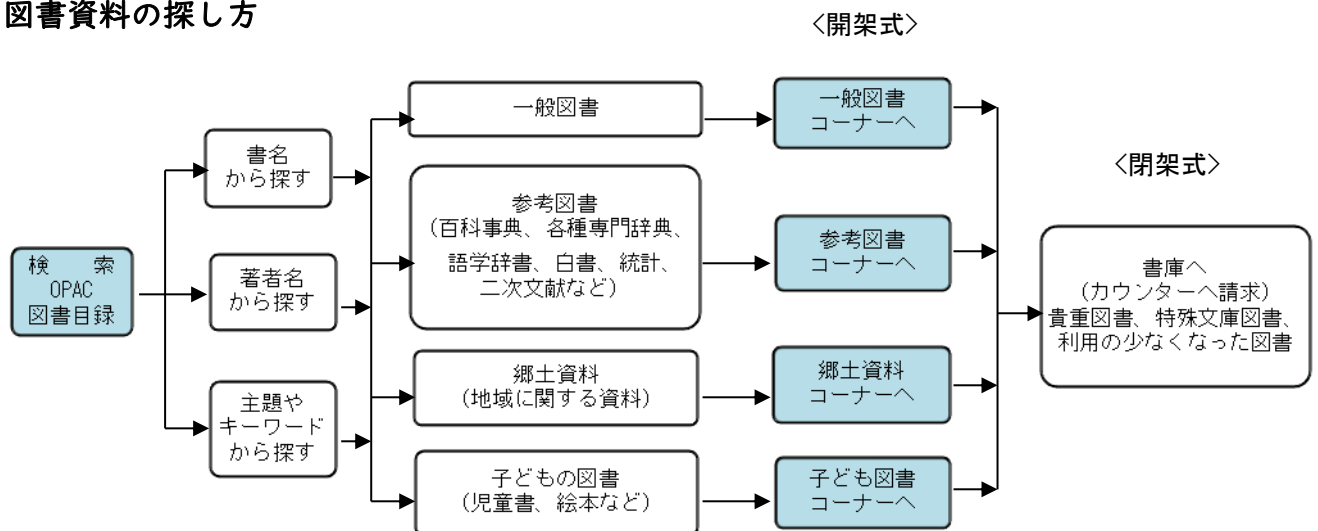 図書資料の探し方
〈開架式〉
〈閉架式〉
検 索
OPAC
図書目録
書名
から探す
著者名
から探す
主題や
キーワード
から探す
一般図書
参考図書
(百科事典、各種専門辞典、
語学辞書、白書、統計、
二次文献など)
郷土資料
(地域に関する資料)
子どもの図書
(児童書、絵本など)
一般図書
コーナーへ
参考図書
コーナーへ
郷土資料
コーナーへ
子ども図書
コーナーへ
書庫へ
(カウンターへ請求)
貴重図書、特殊文庫図書、
利用の少なくなった図書